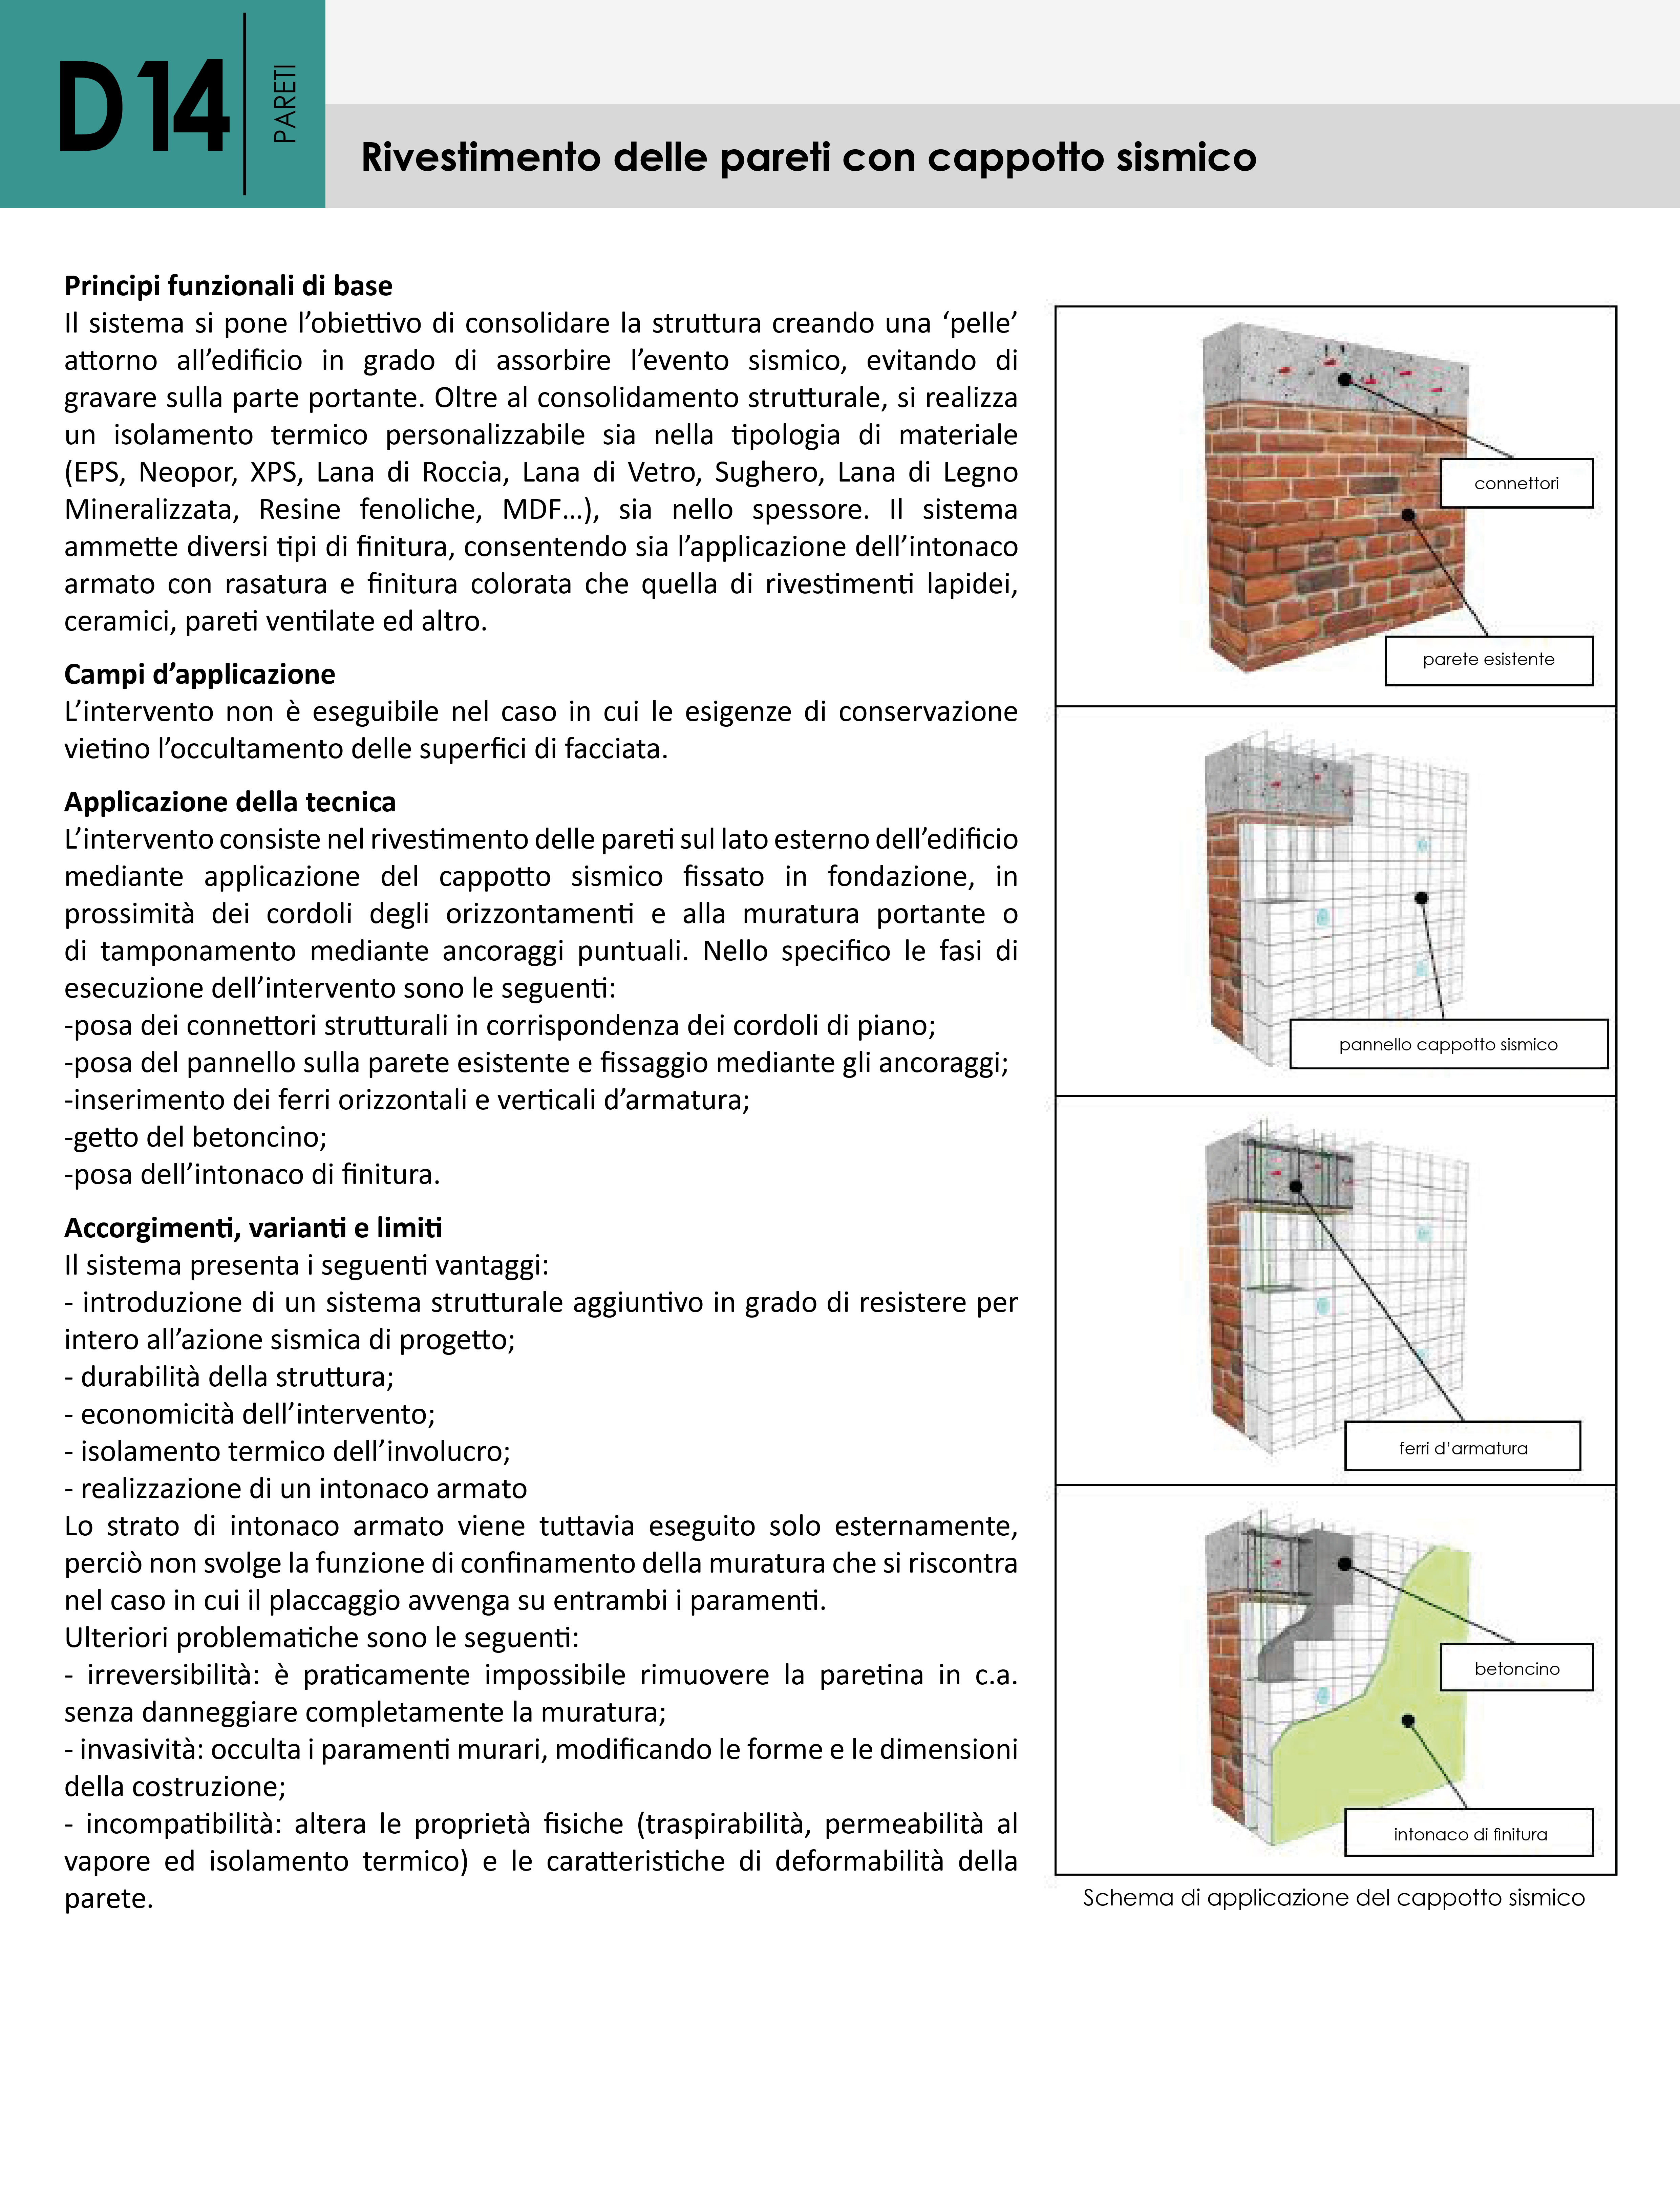 D14
PARETI
Rivestimento delle pareti con cappotto sismico
Principi funzionali di base
Il sistema si pone l’obiettivo di consolidare la struttura creando una ‘pelle’
attorno all’edificio in grado di assorbire l’evento sismico, evitando di
gravare sulla parte portante. Oltre al consolidamento strutturale, si realizza
un isolamento termico personalizzabile sia nella tipologia di materiale
(EPS, Neopor, XPS, Lana di Roccia, Lana di Vetro, Sughero, Lana di Legno
Mineralizzata, Resine fenoliche, MDF…), sia nello spessore. Il sistema
ammette diversi tipi di finitura, consentendo sia l’applicazione dell’intonaco
armato con rasatura e finitura colorata che quella di rivestimenti lapidei,
ceramici, pareti ventilate ed altro.
Campi d’applicazione
L’intervento non è eseguibile nel caso in cui le esigenze di conservazione
vietino l’occultamento delle superfici di facciata.
Applicazione della tecnica
L’intervento consiste nel rivestimento delle pareti sul lato esterno dell’edificio
mediante applicazione del cappotto sismico fissato in fondazione, in
prossimità dei cordoli degli orizzontamenti e alla muratura portante o
di tamponamento mediante ancoraggi puntuali. Nello specifico le fasi di
esecuzione dell’intervento sono le seguenti:
-posa dei connettori strutturali in corrispondenza dei cordoli di piano;
-posa del pannello sulla parete esistente e fissaggio mediante gli ancoraggi;
-inserimento dei ferri orizzontali e verticali d’armatura;
-getto del betoncino;
-posa dell’intonaco di finitura.
Accorgimenti, varianti e limiti
Il sistema presenta i seguenti vantaggi:
- introduzione di un sistema strutturale aggiuntivo in grado di resistere per
intero all’azione sismica di progetto;
- durabilità della struttura;
- economicità dell’intervento;
- isolamento termico dell’involucro;
- realizzazione di un intonaco armato
Lo strato di intonaco armato viene tuttavia eseguito solo esternamente,
perciò non svolge la funzione di confinamento della muratura che si riscontra
nel caso in cui il placcaggio avvenga su entrambi i paramenti.
Ulteriori problematiche sono le seguenti:
- irreversibilità: è praticamente impossibile rimuovere la paretina in c.a.
senza danneggiare completamente la muratura;
- invasività: occulta i paramenti murari, modificando le forme e le dimensioni
della costruzione;
- incompatibilità: altera le proprietà fisiche (traspirabilità, permeabilità al
vapore ed isolamento termico) e le caratteristiche di deformabilità della
parete.
connettori
parete esistente
pannello cappotto sismico
ferri d’armatura
betoncino
intonaco di finitura
Schema di applicazione del cappotto sismico